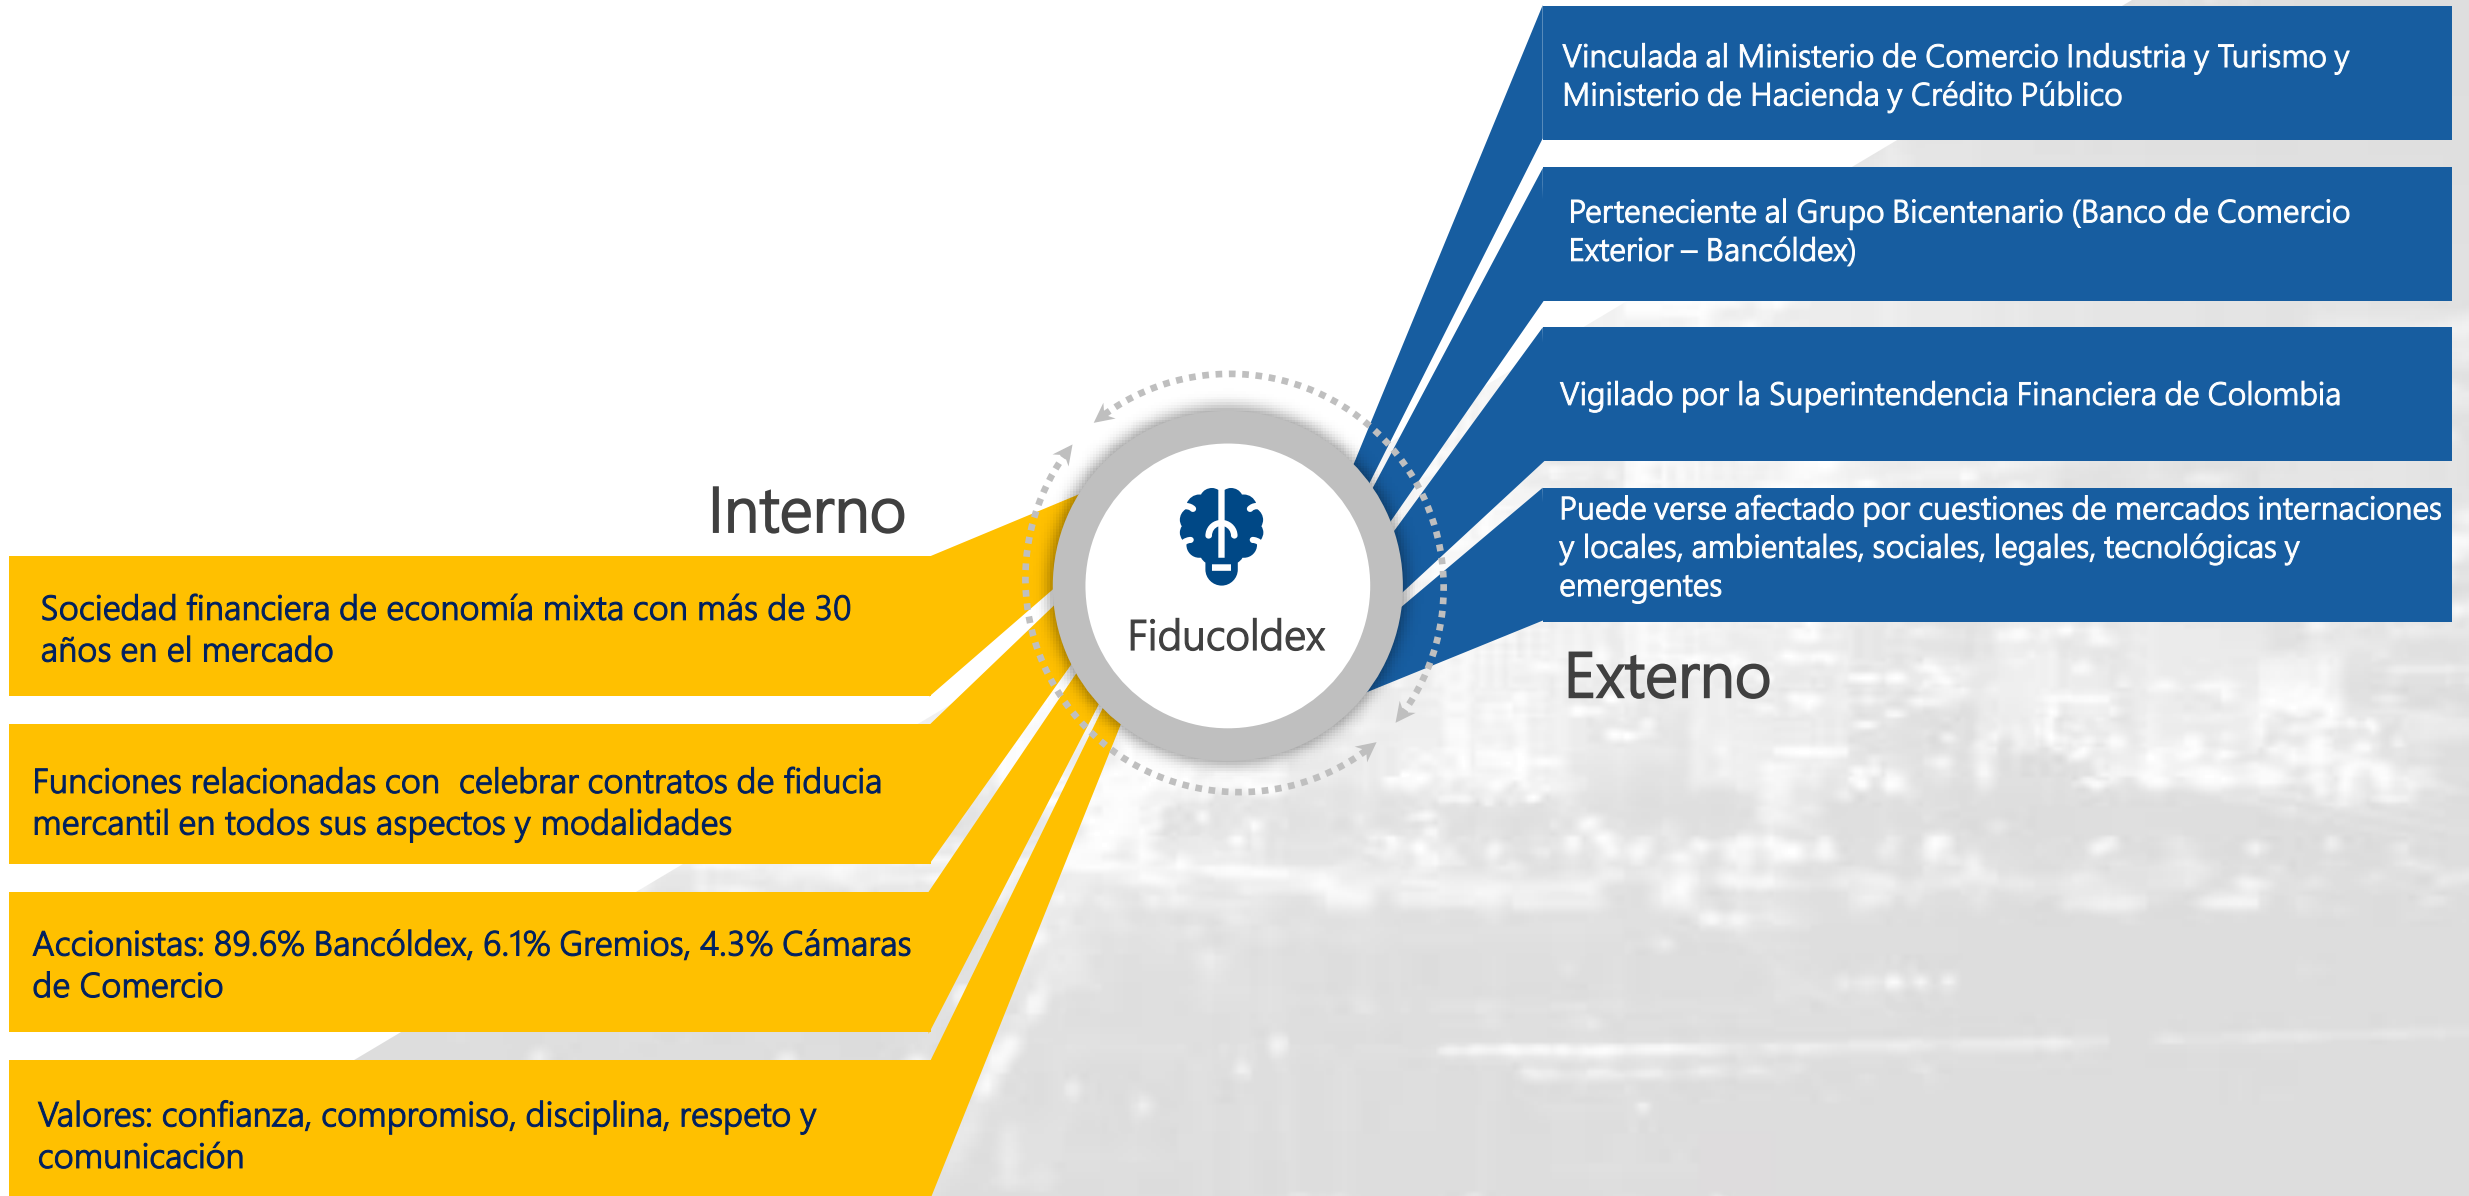 Interno
Sociedad financiera de economía mixta con más de 30
años en el mercado
Funciones relacionadas con  celebrar contratos de fiducia
mercantil en todos sus aspectos y modalidades
Accionistas: 89.6% Bancóldex, 6.1% Gremios, 4.3% Cámaras
de Comercio
Valores: confianza, compromiso, disciplina, respeto y
comunicación
Fiducoldex
Vinculada al Ministerio de Comercio Industria y Turismo y
Ministerio de Hacienda y Crédito Público
Perteneciente al Grupo Bicentenario (Banco de Comercio
Exterior – Bancóldex)
Vigilado por la Superintendencia Financiera de Colombia
Puede verse afectado por cuestiones de mercados internaciones
y locales, ambientales, sociales, legales, tecnológicas y
emergentes
Externo